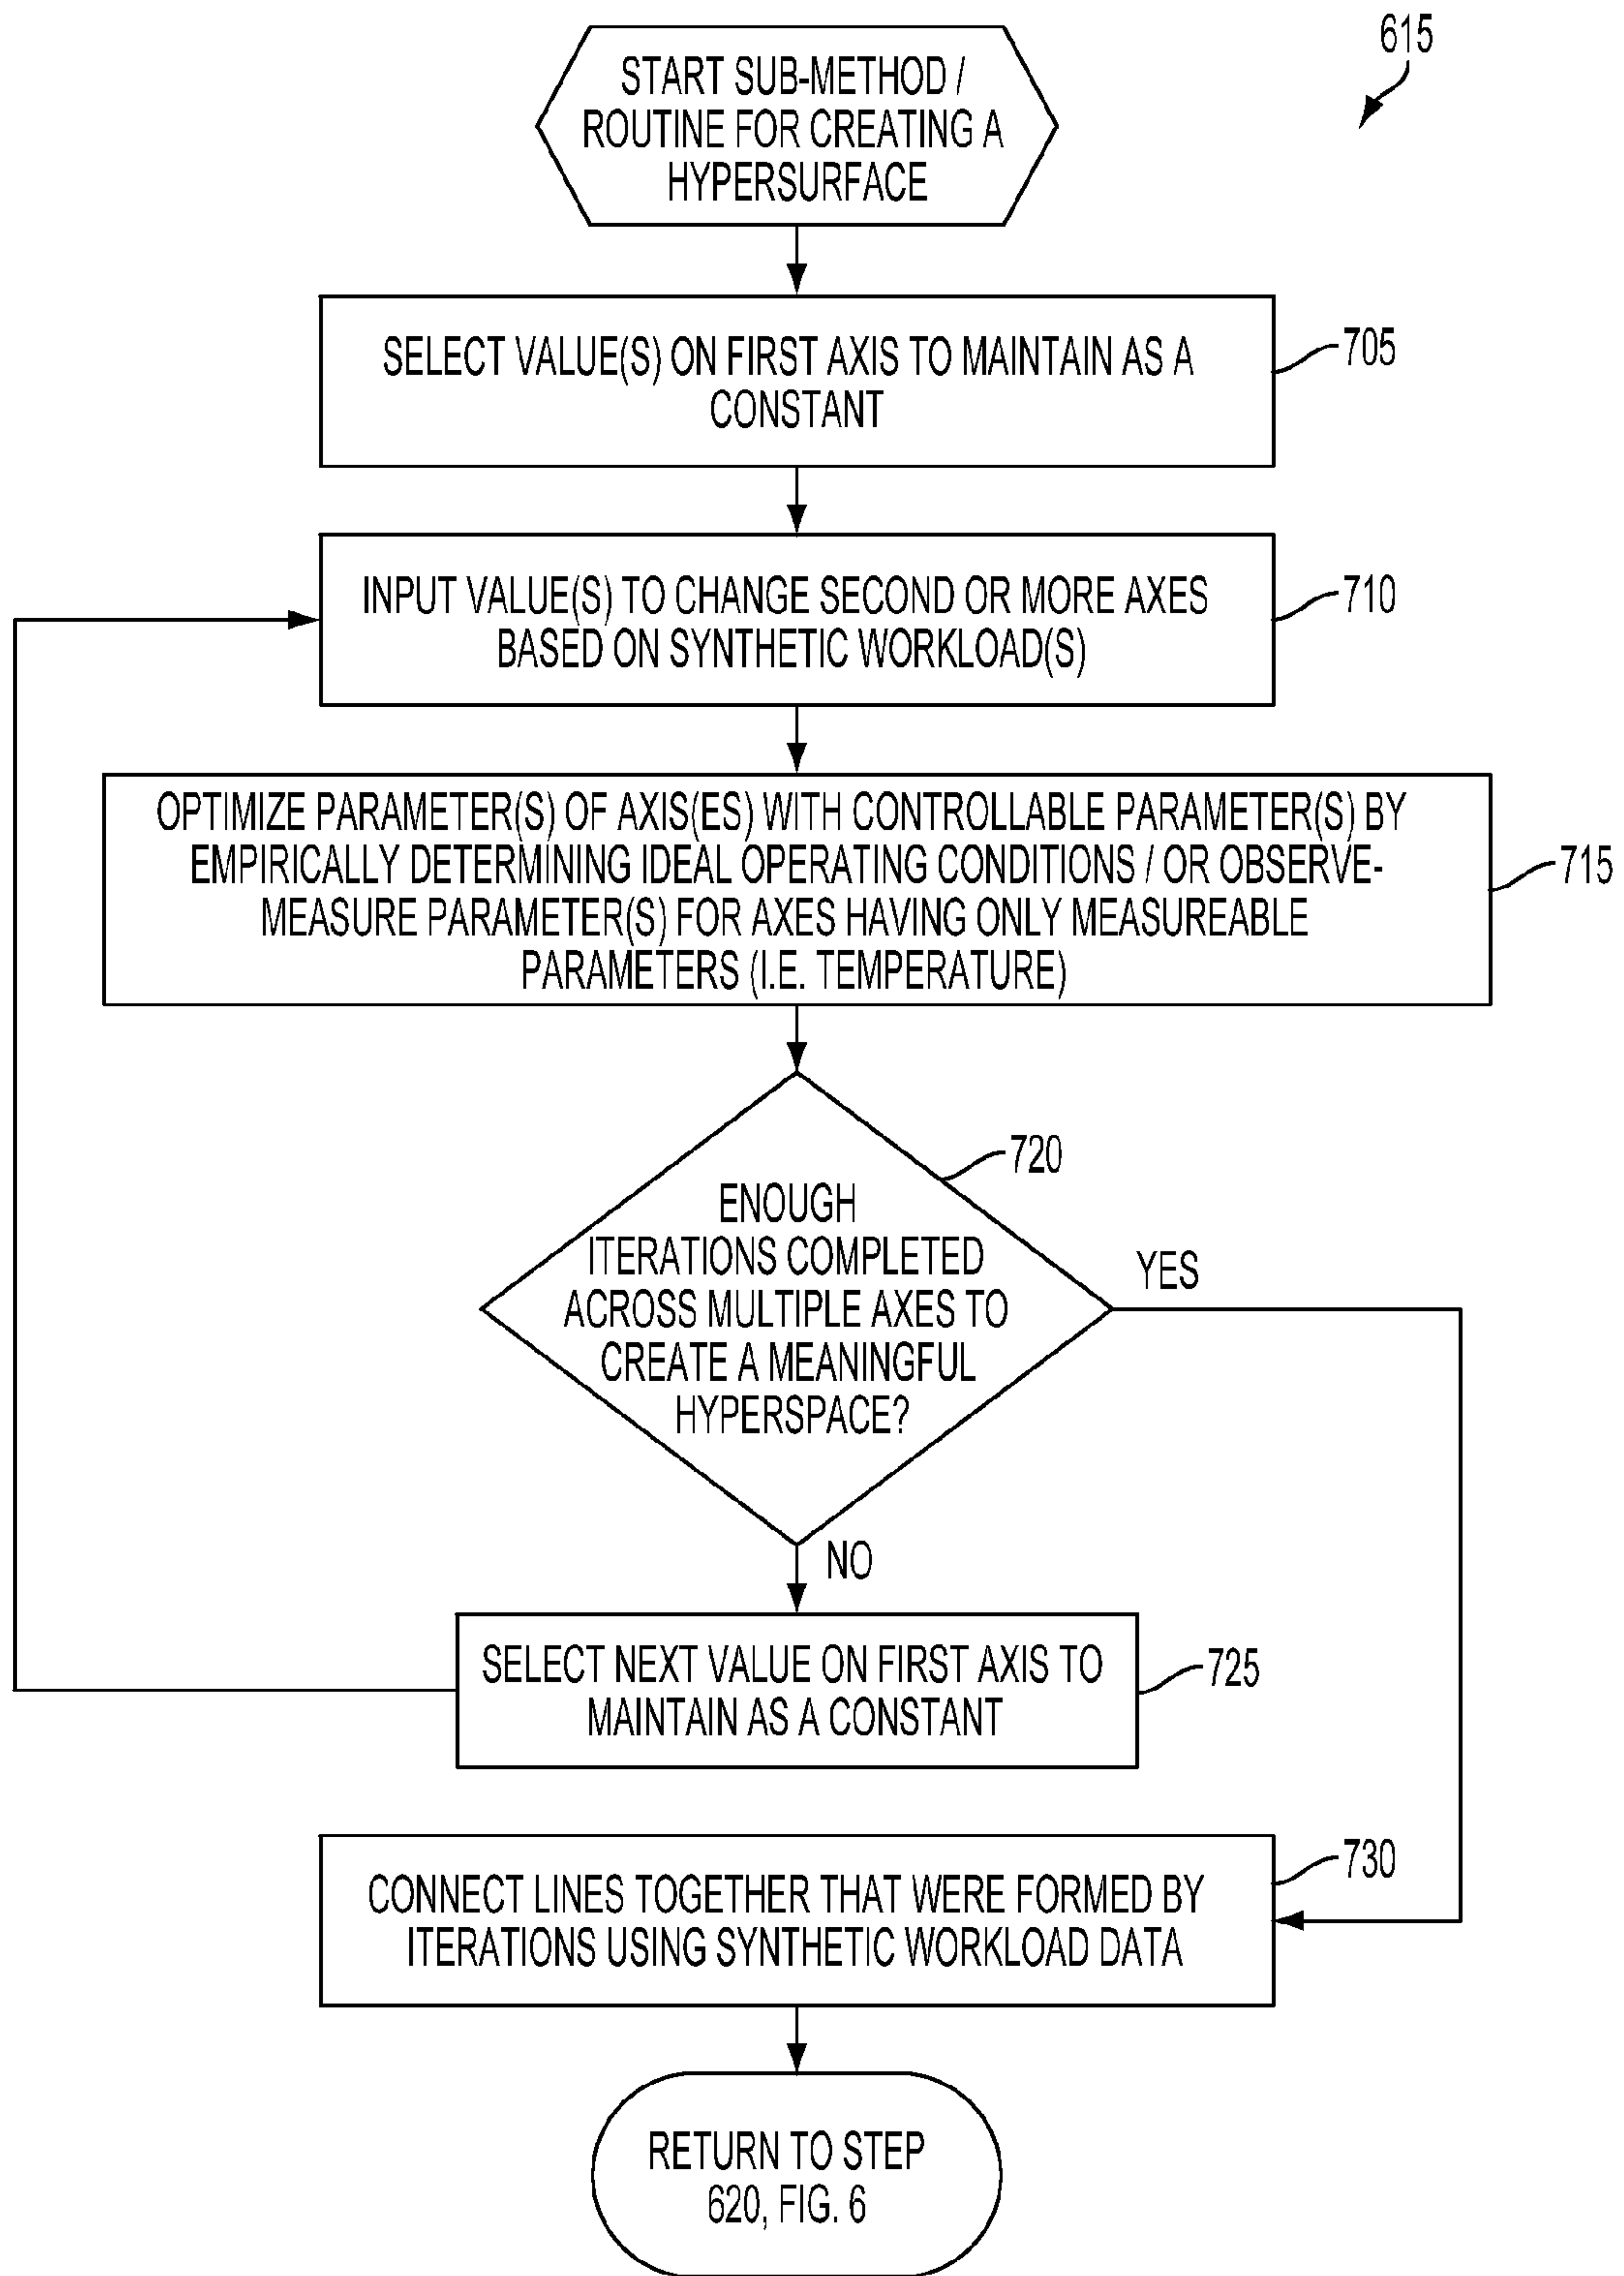 615
START SUB-METHOD /
ROUTINE FOR CREATING A
HYPERSURFACE
SELECT VALUE(S) ON FIRST AXIS TO MAINTAIN AS A
CONSTANT
705
INPUT VALUE(S) TO CHANGE SECOND OR MORE AXES
BASED ON SYNTHETIC WORKLOAD(S)
710
OPTIMIZE PARAMETER(S) OF AXIS(ES) WITH CONTROLLABLE PARAMETER(S) BY
EMPIRICALLY DETERMINING IDEAL OPERATING CONDITIONS / OR OBSERVE-
MEASURE PARAMETER(S) FOR AXES HAVING ONLY MEASUREABLE
PARAMETERS (I.E. TEMPERATURE)
715
720
ENOUGH
ITERATIONS COMPLETED
ACROSS MULTIPLE AXES TO
CREATE A MEANINGFUL
HYPERSPACE?
YES
NO
SELECT NEXT VALUE ON FIRST AXIS TO
MAINTAIN AS A CONSTANT
725
CONNECT LINES TOGETHER THAT WERE FORMED BY
ITERATIONS USING SYNTHETIC WORKLOAD DATA
730
RETURN TO STEP
620, FIG. 6